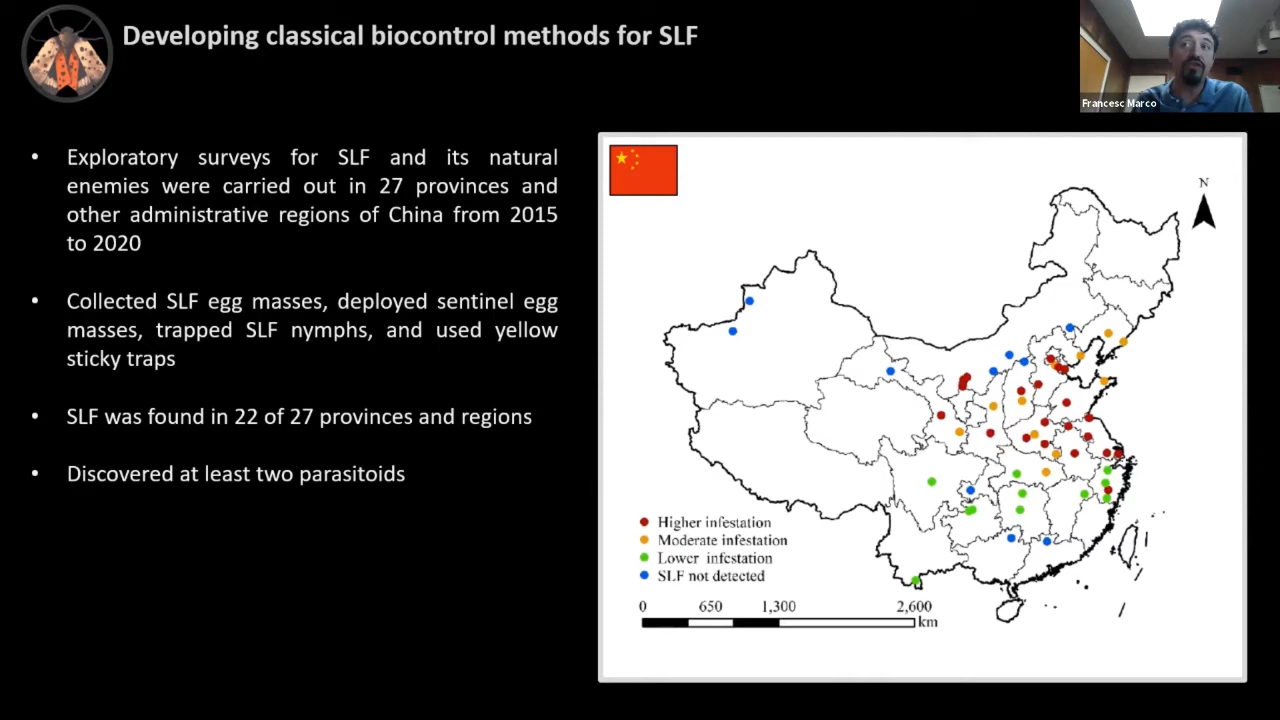 Developing classical biocontrol methods for SLF
Francesc Marco
• Exploratory surveys for SLF and its natural
enemies were carried out in 27 provinces and
other administrative regions of China from 2015
to 2020
• Collected SLF egg masses, deployed sentinel egg
masses, trapped SLF nymphs, and used yellow
sticky traps
• SLF was found in 22 of 27 provinces and regions
• Discovered at least two parasitoids
N
Higher infestation
Moderate infestation
Lower infestation
SLF not detected
0 650 1,300 2,600
km